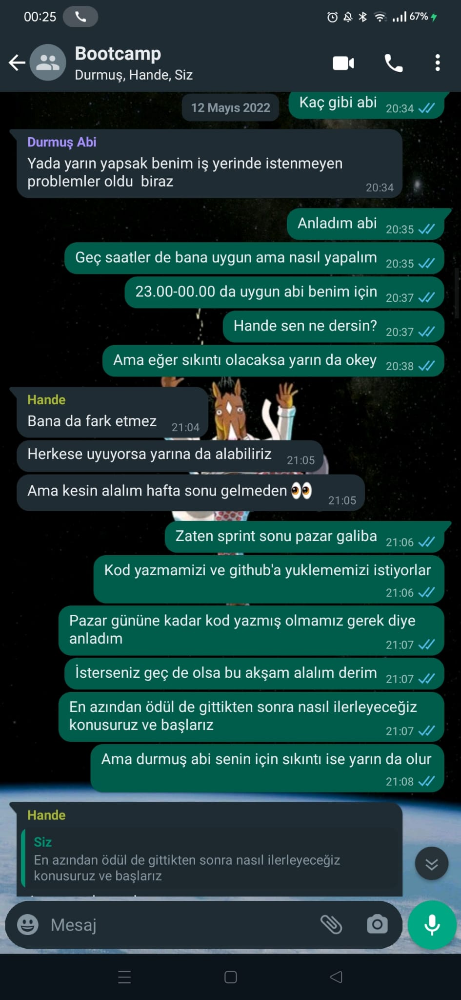 00:25
67%
Bootcamp
Durmuş, Hande, Siz
Kaç gibi abi 20:34
12 Mayıs 2022
Durmuş Abi
Yada yarın yapsak benim iş yerinde istenmeyen
problemler oldu biraz
20:34
Anladım abi 20:35
Geç saatler de bana uygun ama nasıl yapalım 20:35
23.00-00.00 da uygun abi benim için 20:37
Hande sen ne dersin? 20:37
Ama eğer sıkıntı olacaksa yarın da okey 20:38
Hande
Bana da fark etmez 21:04
Herkese uyuyorsa yarına da alabiliriz 21:05
Ama kesin alalım hafta sonu gelmeden 👀 21:05
Zaten sprint sonu pazar galiba 21:06
Kod yazmamizi ve github'a yuklememizi istiyorlar
21:06
Pazar gününe kadar kod yazmış olmamız gerek diye
anladım
21:07
İsterseniz geç de olsa bu akşam alalım derim 21:07
En azından ödül de gittikten sonra nasıl ilerleyeceğiz
konusuruz ve başlarız
21:07
Ama durmuş abi senin için sıkıntı ise yarın da olur
21:08
Hande
Siz
En azından ödül de gittikten sonra nasıl ilerleyeceğiz
konusuruz ve başlarız
Mesaj